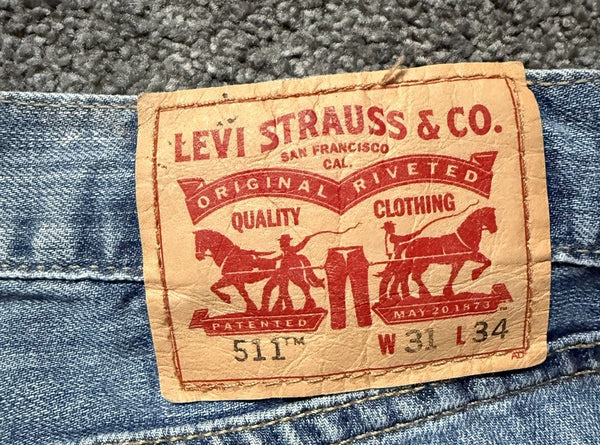 LEVI STRAUSS & CO.
SAN FRANCISCO
CAL.
ORIGINAL RIVETED
QUALITY CLOTHING
PATENTED MAY 20 1873
511™ W 31 L 34